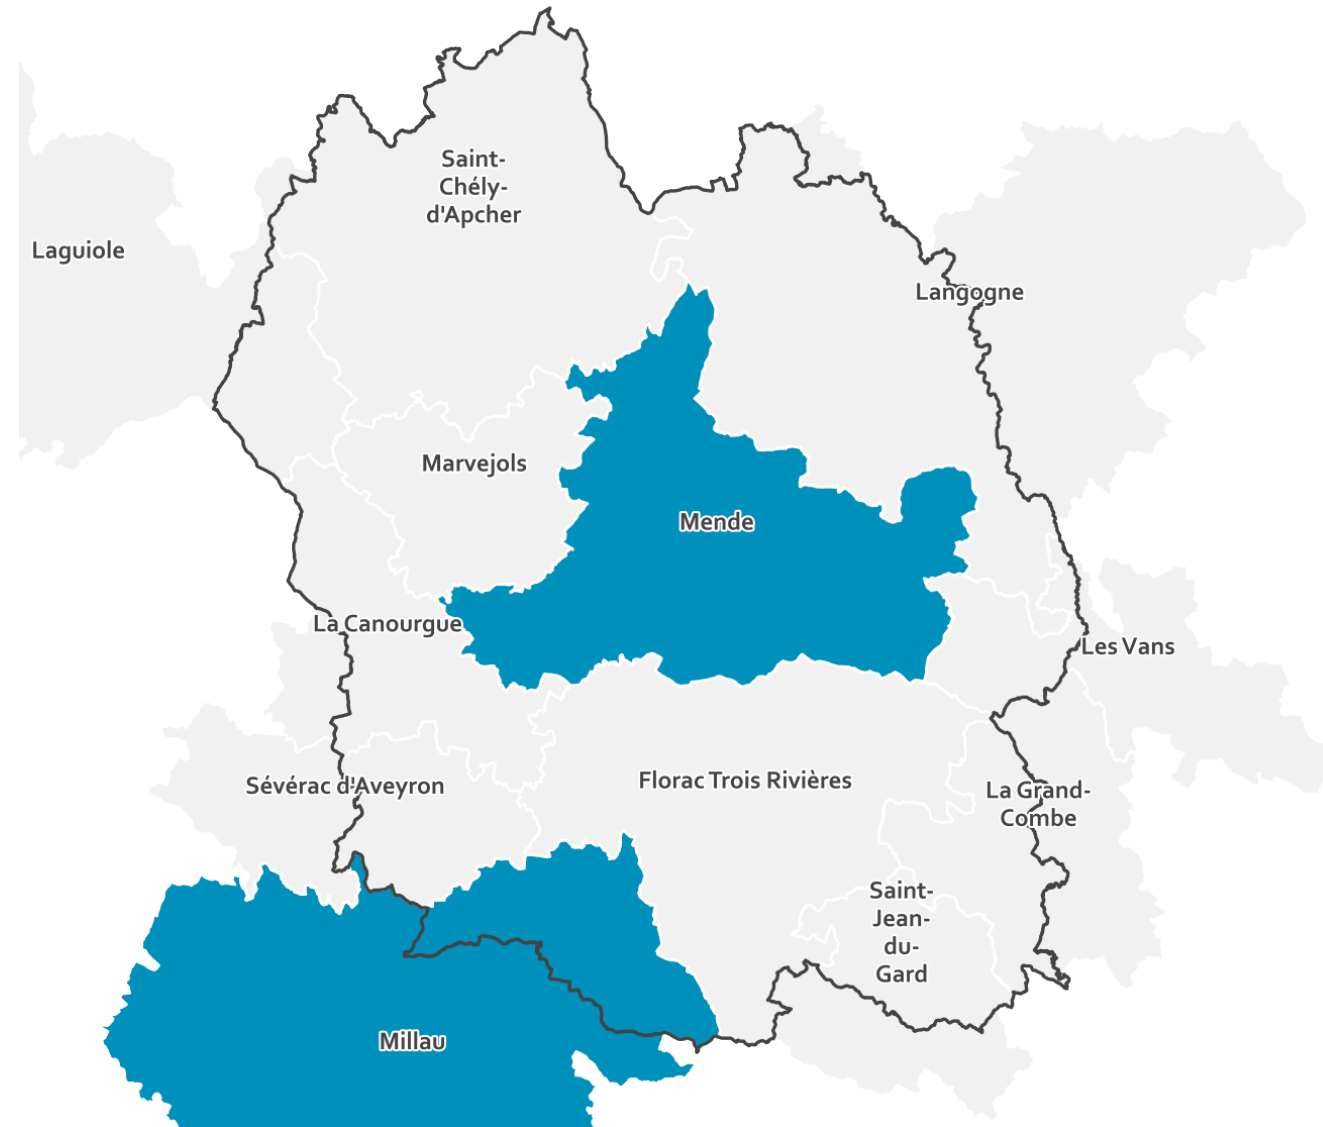 Saint-
Chély-
d'Apcher
Laguiole
Langogne
Marvejols
Mende
La Canourgue
Les Vans
Sévérac d'Aveyron
Florac Trois Rivières
La Grand-
Combe
Saint-
Jean-
du-
Gard
Millau